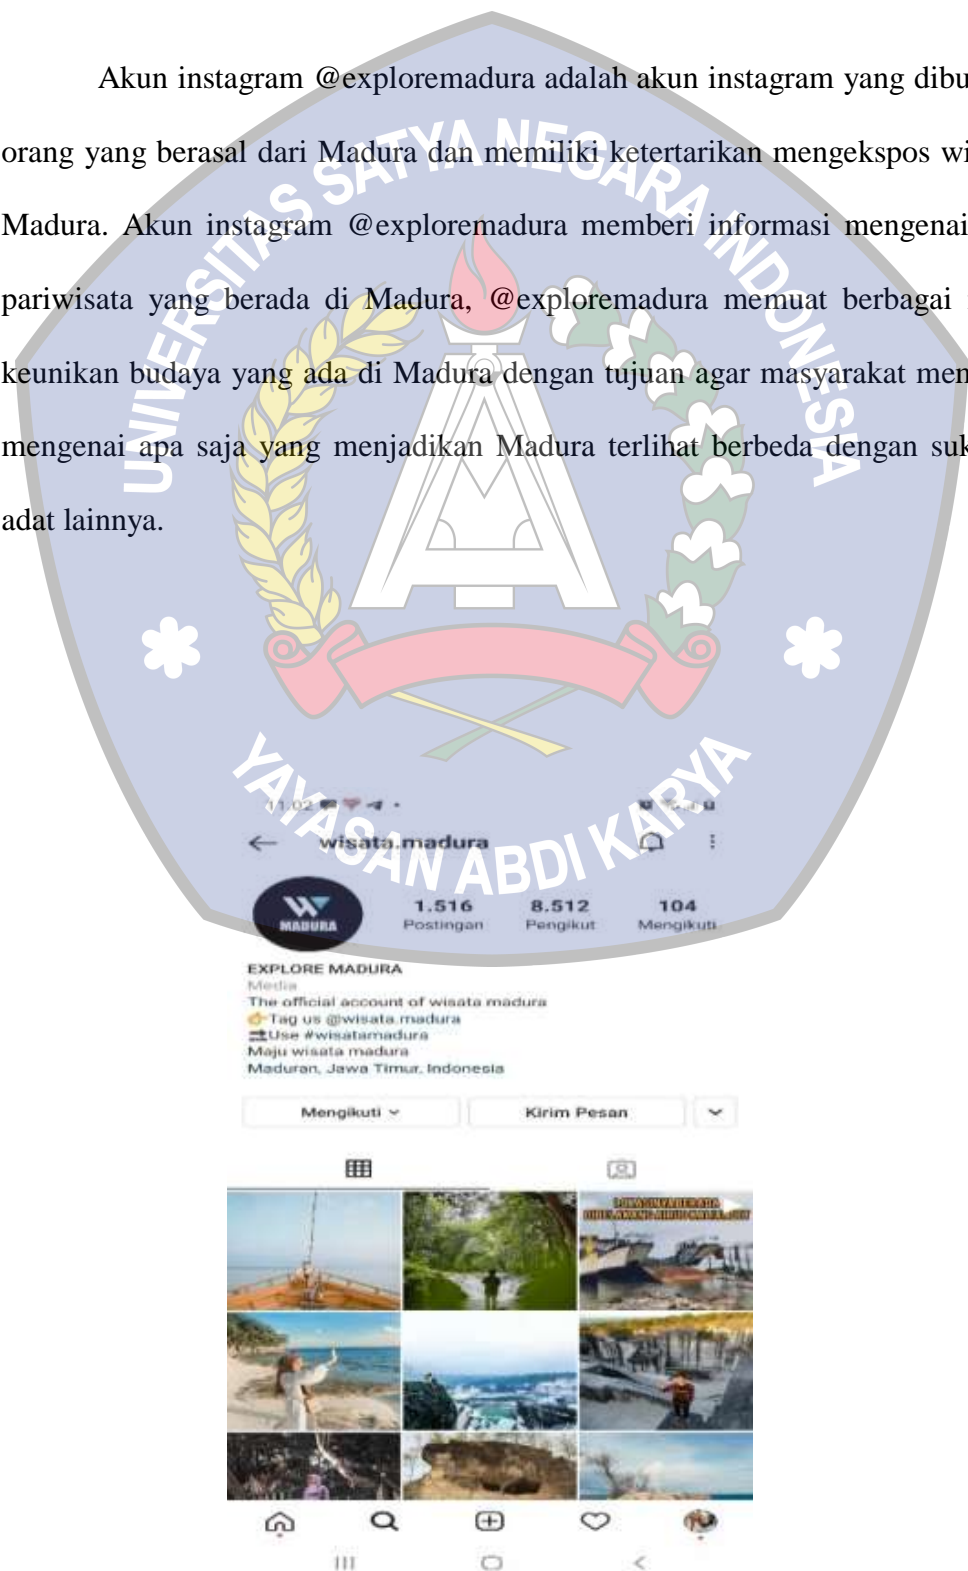 Akun instagram @exploremadura adalah akun instagram yang dibu
orang yang berasal dari Madura dan memiliki ketertarikan mengekspos wi
Madura. Akun instagram @exploremadura memberi informasi mengenai
pariwisata yang berada di Madura, @exploremadura memuat berbagai
keunikan budaya yang ada di Madura dengan tujuan agar masyarakat men
mengenai apa saja yang menjadikan Madura terlihat berbeda dengan suk
adat lainnya.
UNIVERSITAS SATYA NEGARA INDONESIA
YAYASAN ABDI KARYA
11.02
wisata.madura
W
MADURA
1.516 8.512 104
Postingan Pengikut Mengikuti
EXPLORE MADURA
Media
The official account of wisata madura
👉Tag us @wisata.madura
Use #wisatamadura
Maju wisata madura
Maduran, Jawa Timur, Indonesia
Mengikuti Kirim Pesan